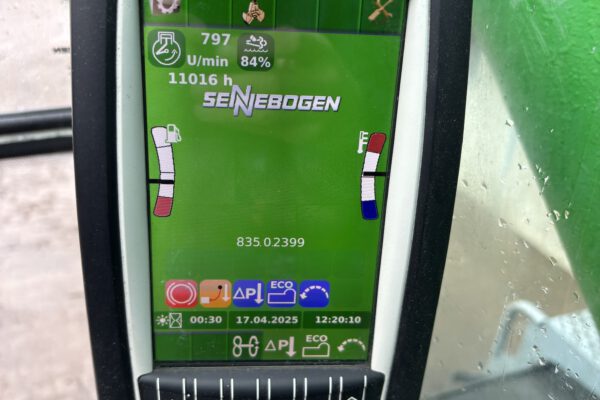 797
U/min
84%
11016 h
SENNEBOGEN
835.0.2399
ΔP ECO
00:30 17.04.2025 12:20:10
ΔP ECO